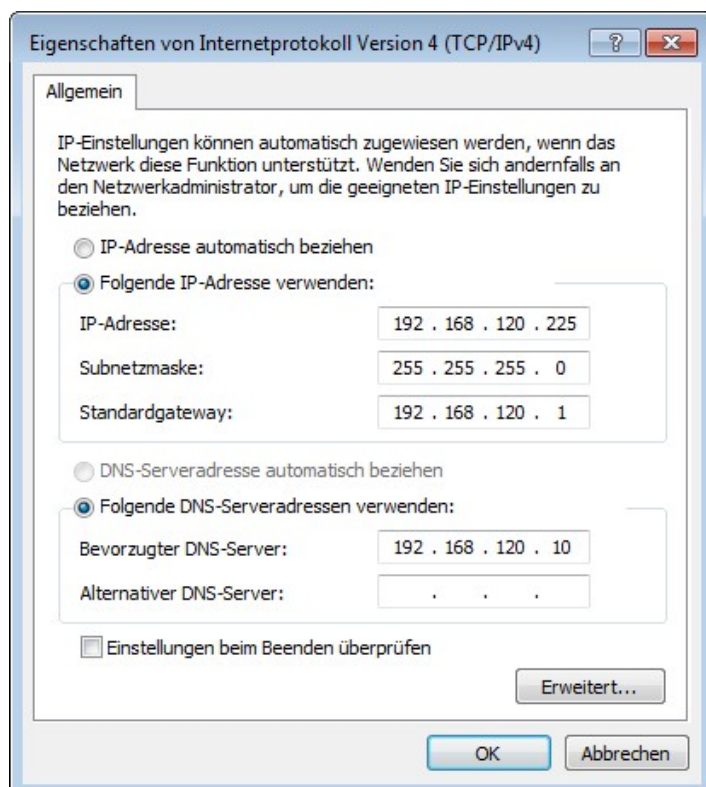 Eigenschaften von Internetprotokoll Version 4 (TCP/IPv4)
Allgemein
IP-Einstellungen können automatisch zugewiesen werden, wenn das
Netzwerk diese Funktion unterstützt. Wenden Sie sich andernfalls an
den Netzwerkadministrator, um die geeigneten IP-Einstellungen zu
beziehen.
IP-Adresse automatisch beziehen
Folgende IP-Adresse verwenden:
IP-Adresse: 192 . 168 . 120 . 225
Subnetzmaske: 255 . 255 . 255 . 0
Standardgateway: 192 . 168 . 120 . 1
DNS-Serveradresse automatisch beziehen
Folgende DNS-Serveradressen verwenden:
Bevorzugter DNS-Server: 192 . 168 . 120 . 10
Alternativer DNS-Server: . . .
Einstellungen beim Beenden überprüfen
Erweitert...
OK Abbrechen